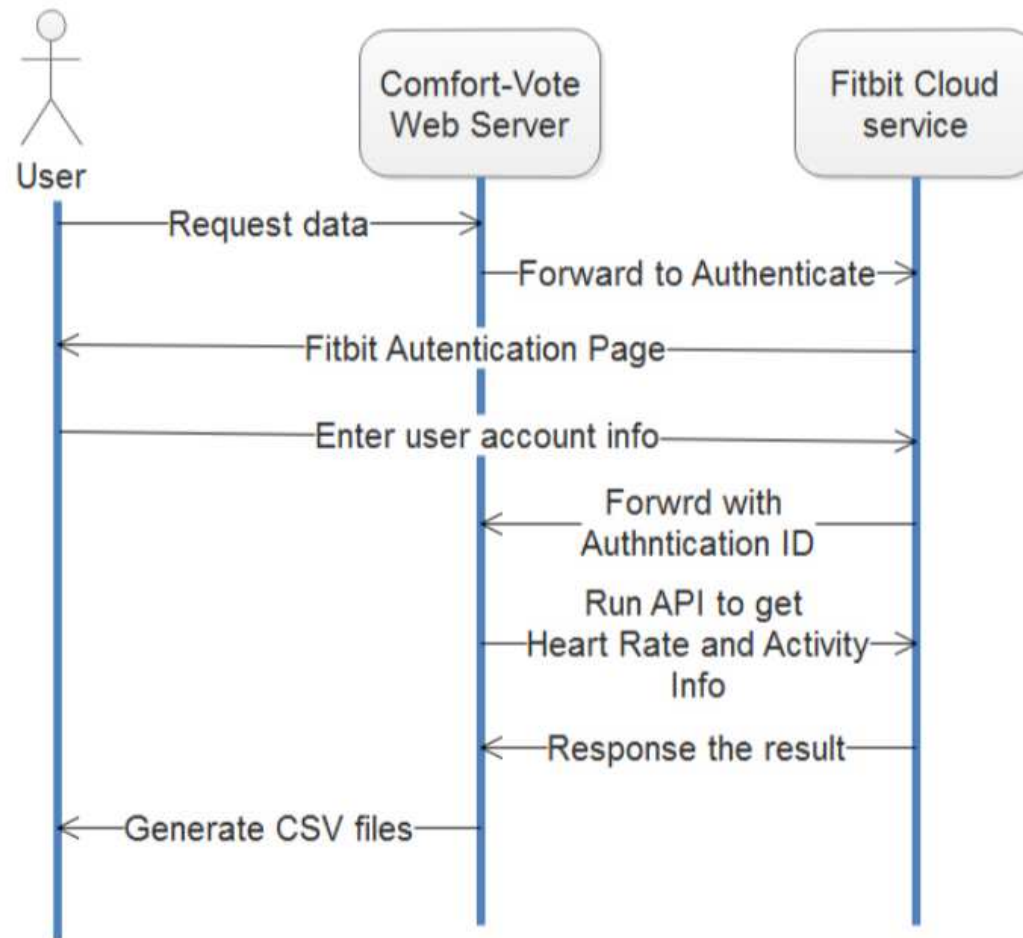 User
Comfort-Vote
Web Server
Fitbit Cloud
service
Request data
Forward to Authenticate
Fitbit Autentication Page
Enter user account info
Forwrd with
Authntication ID
Run API to get
Heart Rate and Activity
Info
Response the result
Generate CSV files